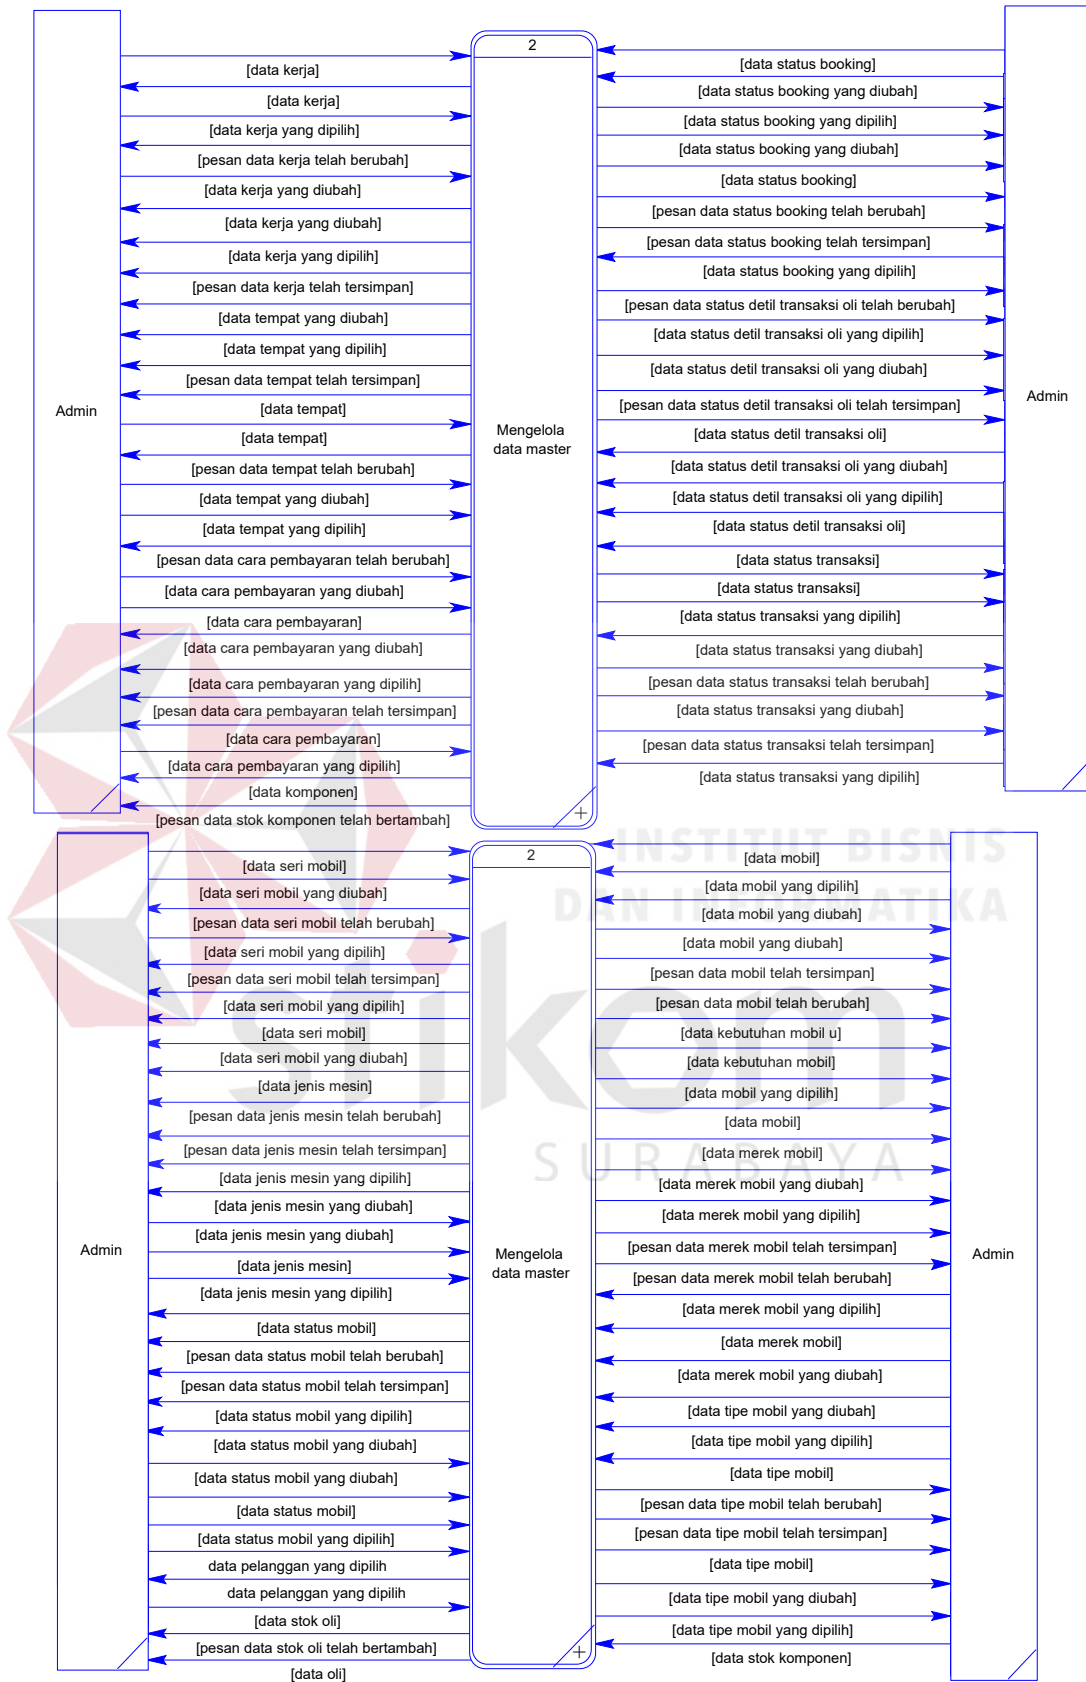 2
[data kerja]
[data kerja]
[data kerja yang dipilih]
[pesan data kerja telah berubah]
[data kerja yang diubah]
[data kerja yang diubah]
[data kerja yang dipilih]
[pesan data kerja telah tersimpan]
[data tempat yang diubah]
[data tempat yang dipilih]
[pesan data tempat telah tersimpan]
Admin
[data tempat]
[data tempat]
[pesan data tempat telah berubah]
[data tempat yang diubah]
[data tempat yang dipilih]
[pesan data cara pembayaran telah berubah]
[data cara pembayaran yang diubah]
[data cara pembayaran]
[data cara pembayaran yang diubah]
[data cara pembayaran yang dipilih]
[pesan data cara pembayaran telah tersimpan]
[data cara pembayaran]
[data cara pembayaran yang dipilih]
[data komponen]
[pesan data stok komponen telah bertambah]
Mengelola
data master
[data status booking]
[data status booking yang diubah]
[data status booking yang dipilih]
[data status booking yang diubah]
[data status booking]
[pesan data status booking telah berubah]
[pesan data status booking telah tersimpan]
[data status booking yang dipilih]
[pesan data status detil transaksi oli telah berubah]
[data status detil transaksi oli yang dipilih]
[data status detil transaksi oli yang diubah]
[pesan data status detil transaksi oli telah tersimpan]
[data status detil transaksi oli]
[data status detil transaksi oli yang diubah]
[data status detil transaksi oli yang dipilih]
[data status detil transaksi oli]
[data status transaksi]
[data status transaksi]
[data status transaksi yang dipilih]
[data status transaksi yang diubah]
[pesan data status transaksi telah berubah]
[data status transaksi yang diubah]
[pesan data status transaksi telah tersimpan]
[data status transaksi yang dipilih]
Admin
INSTITUT BISNIS
DAN INFORMATIKA
stikom
SURABAYA
2
[data seri mobil]
[data seri mobil yang diubah]
[pesan data seri mobil telah berubah]
[data seri mobil yang dipilih]
[pesan data seri mobil telah tersimpan]
[data seri mobil yang dipilih]
[data seri mobil]
[data seri mobil yang diubah]
[data jenis mesin]
[pesan data jenis mesin telah berubah]
[pesan data jenis mesin telah tersimpan]
[data jenis mesin yang dipilih]
[data jenis mesin yang diubah]
[data jenis mesin yang diubah]
Admin
[data jenis mesin]
[data jenis mesin yang dipilih]
[data status mobil]
[pesan data status mobil telah berubah]
[pesan data status mobil telah tersimpan]
[data status mobil yang dipilih]
[data status mobil yang diubah]
[data status mobil yang diubah]
[data status mobil]
[data status mobil yang dipilih]
data pelanggan yang dipilih
data pelanggan yang dipilih
[data stok oli]
[pesan data stok oli telah bertambah]
[data oli]
Mengelola
data master
[data mobil]
[data mobil yang dipilih]
[data mobil yang diubah]
[data mobil yang diubah]
[pesan data mobil telah tersimpan]
[pesan data mobil telah berubah]
[data kebutuhan mobil u]
[data kebutuhan mobil]
[data mobil yang dipilih]
[data mobil]
[data merek mobil]
[data merek mobil yang diubah]
[data merek mobil yang dipilih]
[pesan data merek mobil telah tersimpan]
[pesan data merek mobil telah berubah]
[data merek mobil yang dipilih]
[data merek mobil]
[data merek mobil yang diubah]
[data tipe mobil yang diubah]
[data tipe mobil yang dipilih]
[data tipe mobil]
[pesan data tipe mobil telah berubah]
[pesan data tipe mobil telah tersimpan]
[data tipe mobil]
[data tipe mobil yang diubah]
[data tipe mobil yang dipilih]
[data stok komponen]
Admin